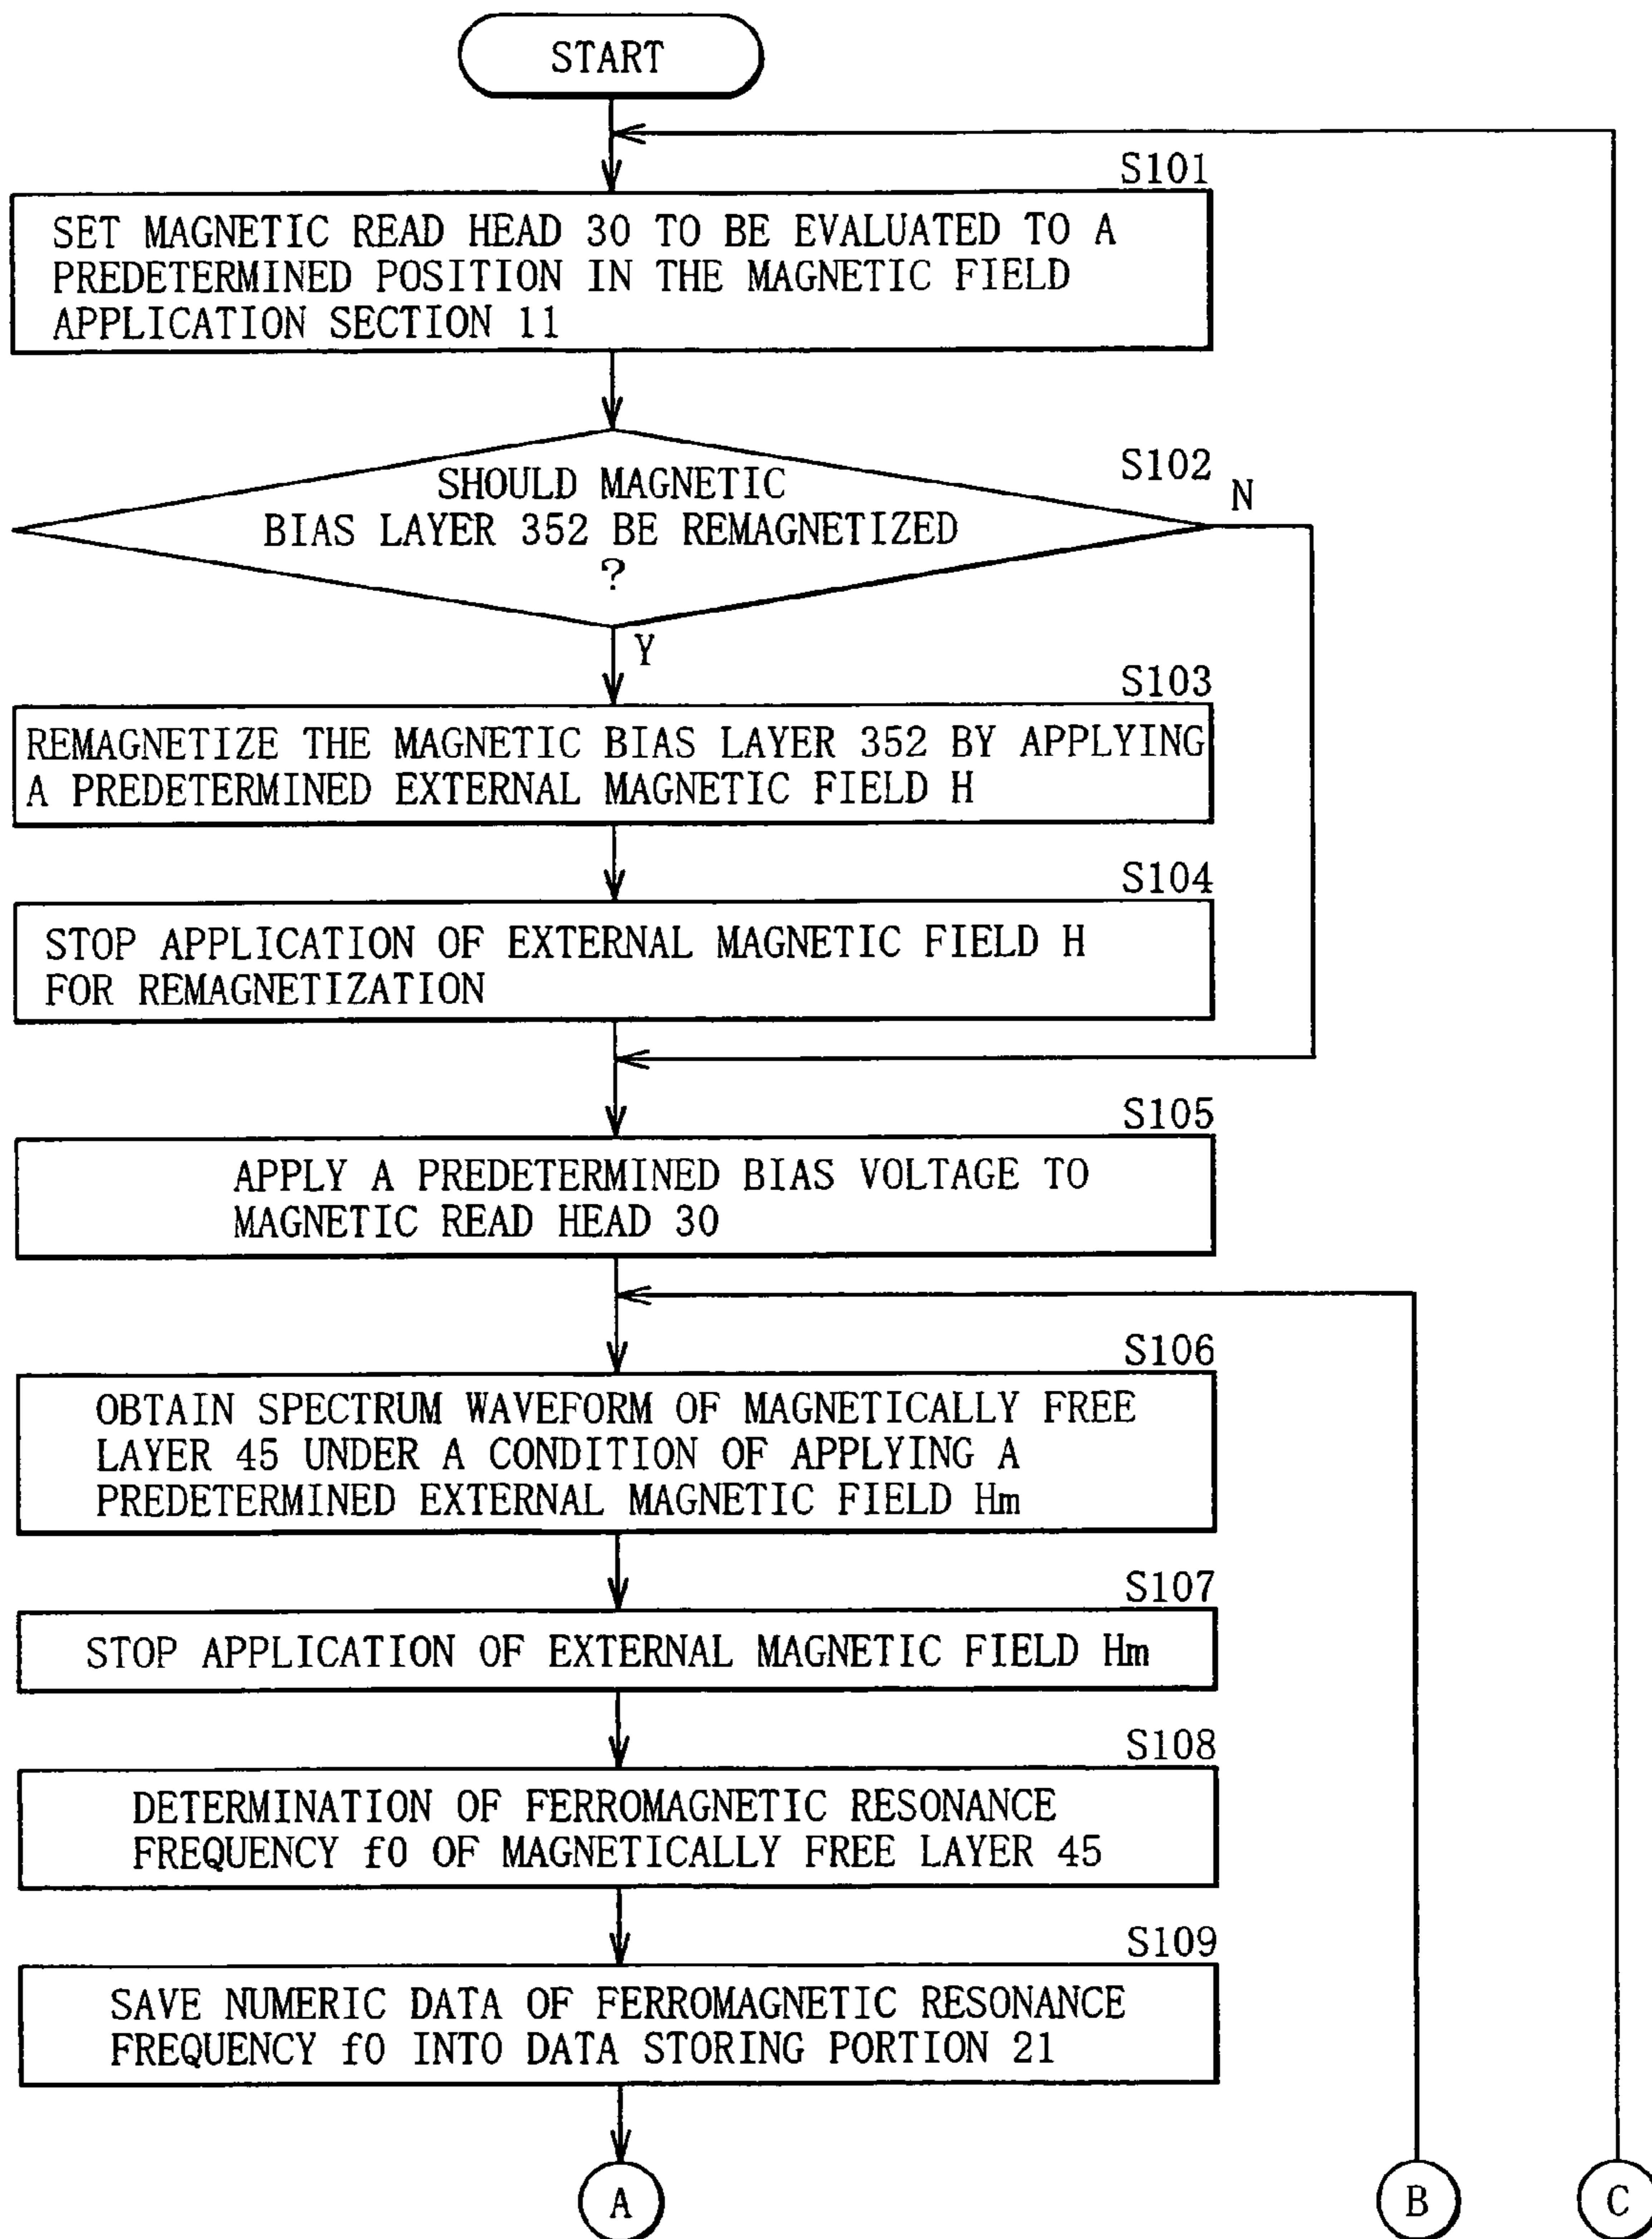 START
S101
SET MAGNETIC READ HEAD 30 TO BE EVALUATED TO A
PREDETERMINED POSITION IN THE MAGNETIC FIELD
APPLICATION SECTION 11
S102
SHOULD MAGNETIC
BIAS LAYER 352 BE REMAGNETIZED
?
N
Y
S103
REMAGNETIZE THE MAGNETIC BIAS LAYER 352 BY APPLYING
A PREDETERMINED EXTERNAL MAGNETIC FIELD H
S104
STOP APPLICATION OF EXTERNAL MAGNETIC FIELD H
FOR REMAGNETIZATION
S105
APPLY A PREDETERMINED BIAS VOLTAGE TO
MAGNETIC READ HEAD 30
S106
OBTAIN SPECTRUM WAVEFORM OF MAGNETICALLY FREE
LAYER 45 UNDER A CONDITION OF APPLYING A
PREDETERMINED EXTERNAL MAGNETIC FIELD Hm
S107
STOP APPLICATION OF EXTERNAL MAGNETIC FIELD Hm
S108
DETERMINATION OF FERROMAGNETIC RESONANCE
FREQUENCY f0 OF MAGNETICALLY FREE LAYER 45
S109
SAVE NUMERIC DATA OF FERROMAGNETIC RESONANCE
FREQUENCY f0 INTO DATA STORING PORTION 21
A
B
C